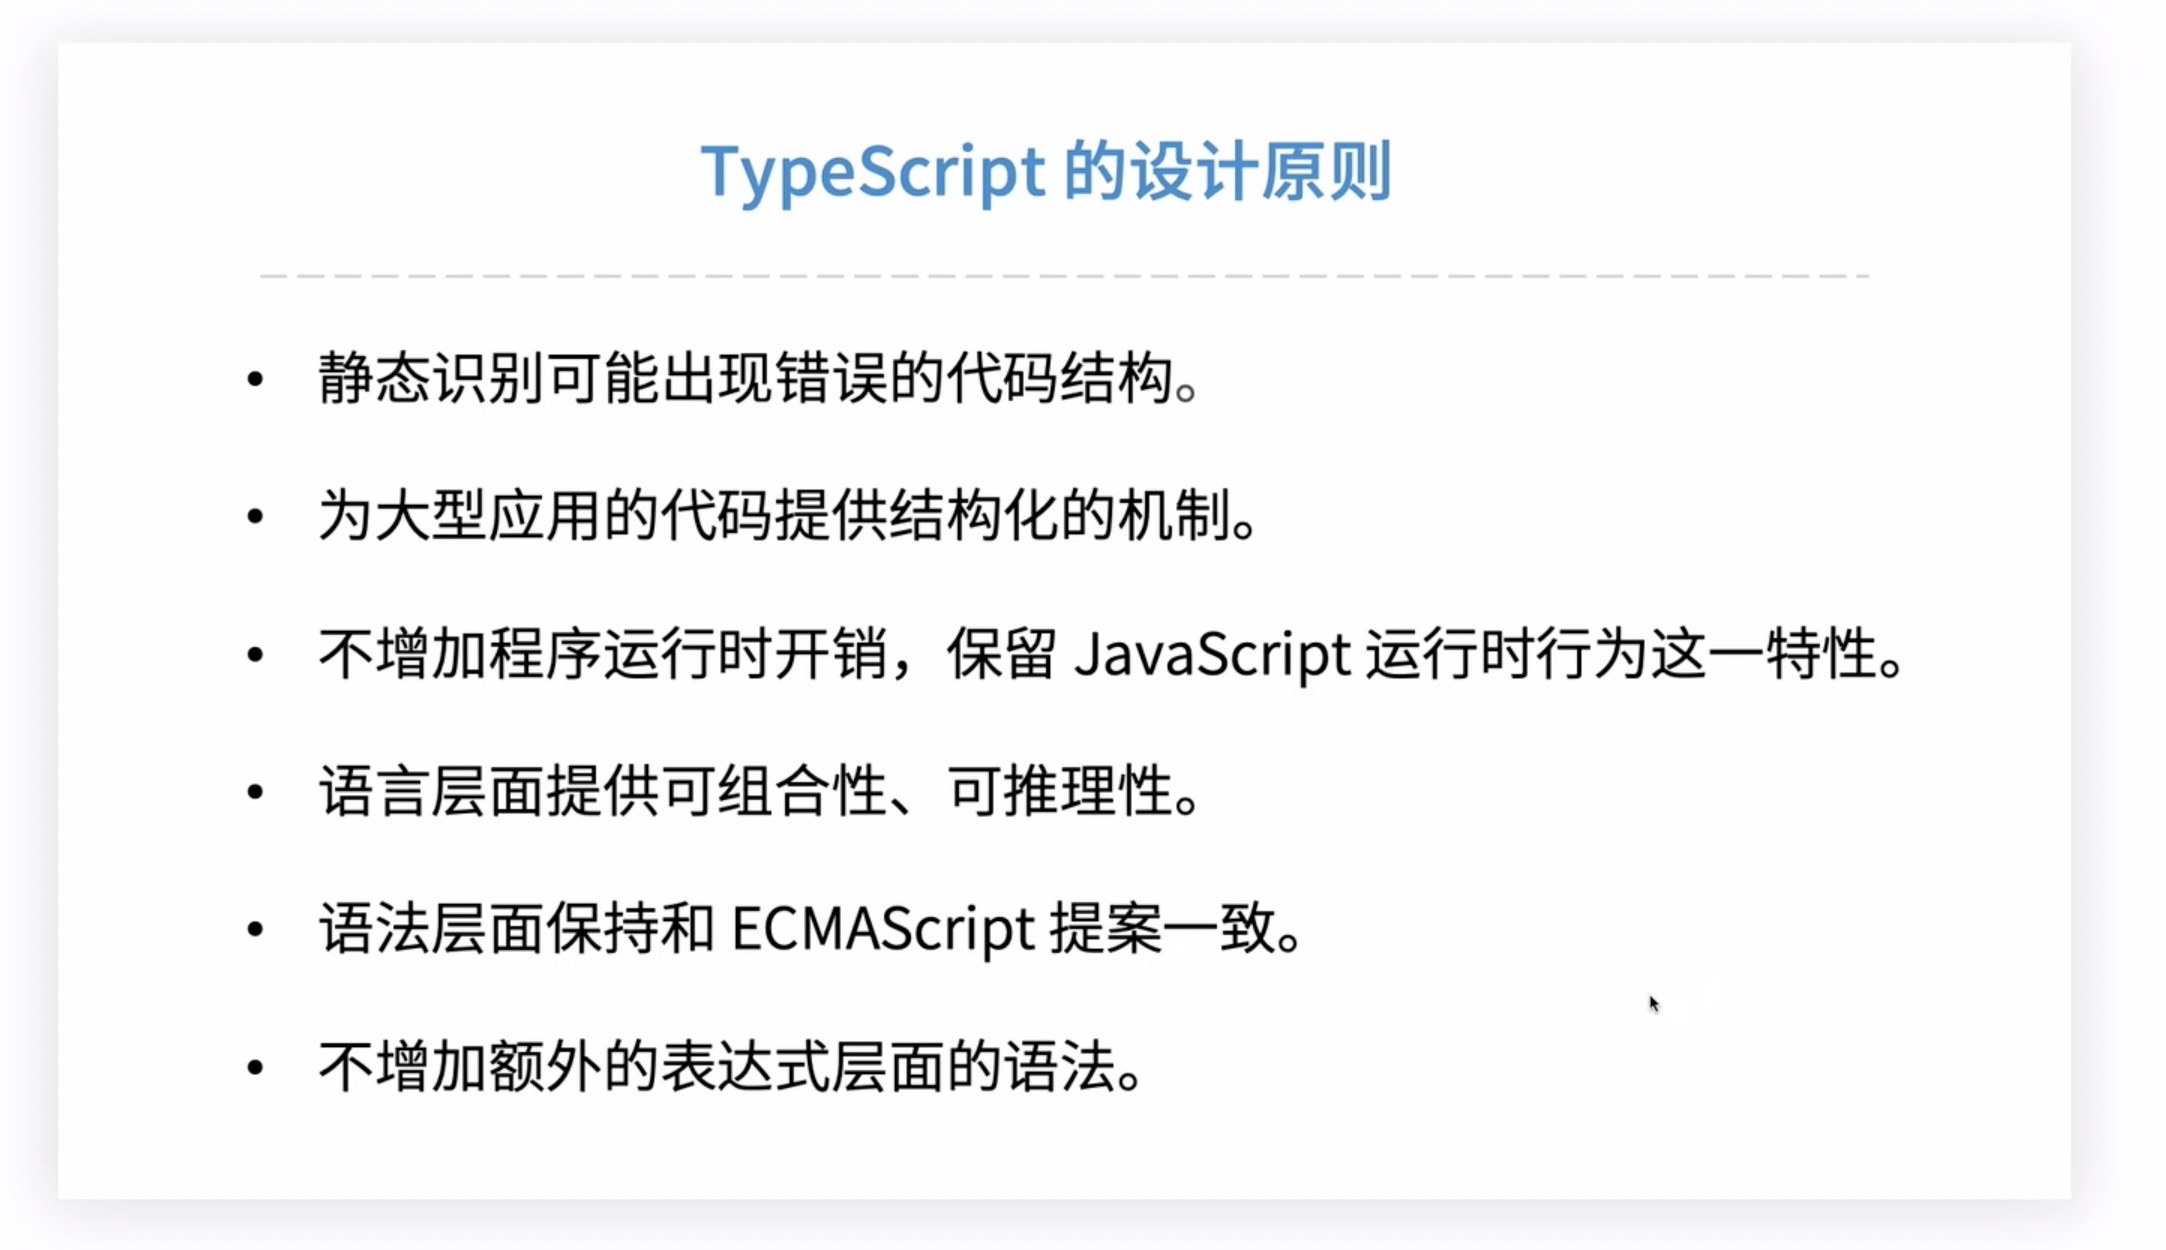 TypeScript 的设计原则
• 静态识别可能出现错误的代码结构。
• 为大型应用的代码提供结构化的机制。
• 不增加程序运行时开销，保留 JavaScript 运行时行为这一特性。
• 语言层面提供可组合性、可推理性。
• 语法层面保持和 ECMAScript 提案一致。
• 不增加额外的表达式层面的语法。